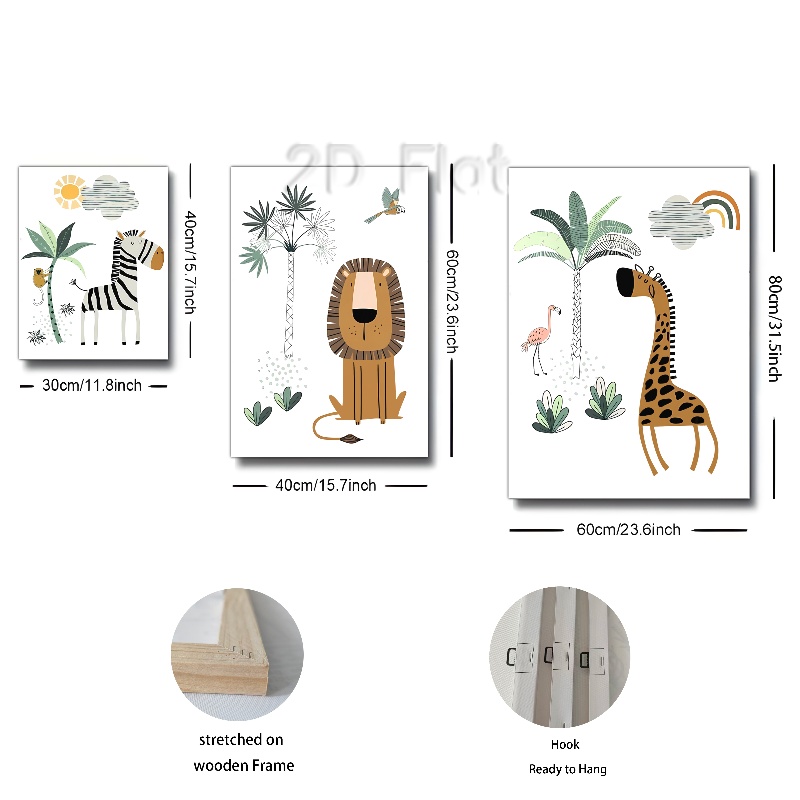 2D Flat
40cm/15.7inch
30cm/11.8inch
60cm/23.6inch
40cm/15.7inch
80cm/31.5inch
60cm/23.6inch
stretched on
wooden Frame
Hook
Ready to Hang